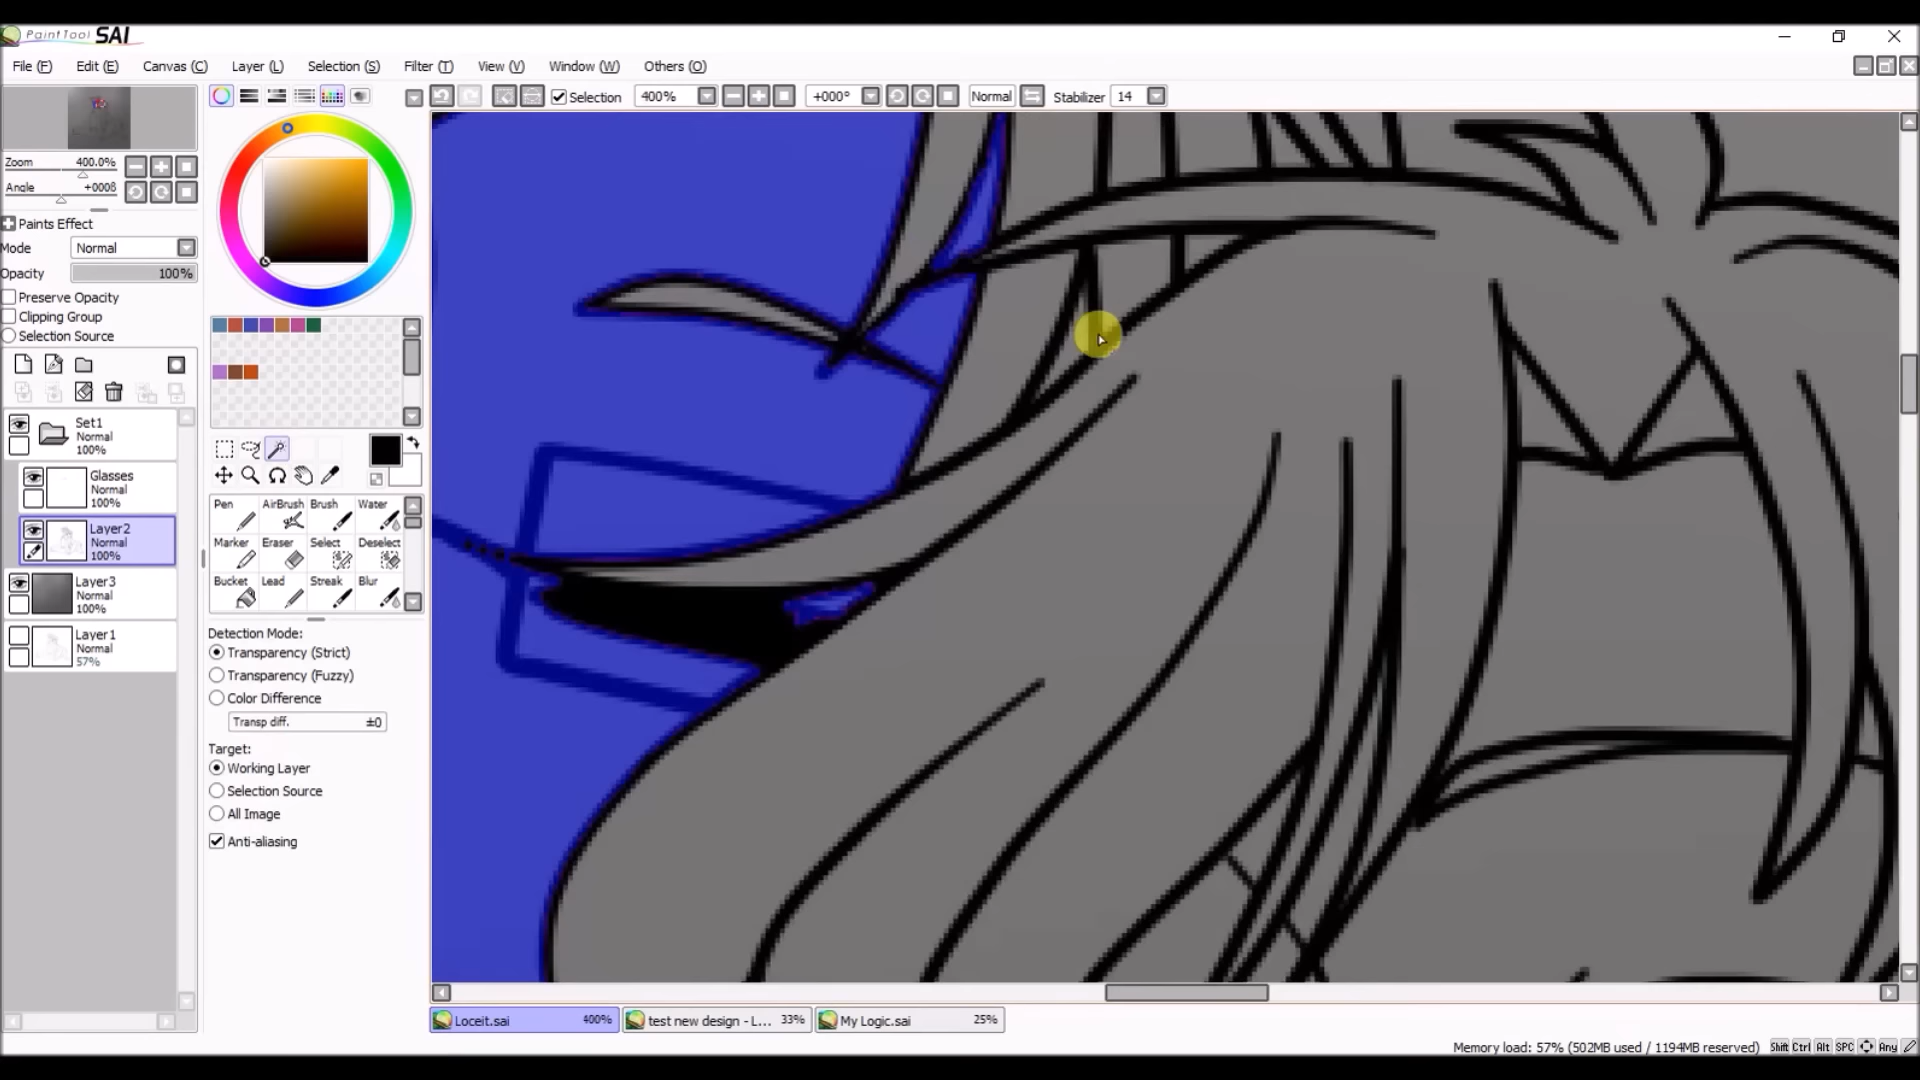 PaintTool SAI
File (F) Edit (E) Canvas (C) Layer (L) Selection (S) Filter (T) View (V) Window (W) Others (O)
Selection 400% +000° Normal Stabilizer 14
Zoom 400.0%
Angle +000ß
Paints Effect
Mode Normal
Opacity 100%
Preserve Opacity
Clipping Group
Selection Source
Set1
Normal
100%
Glasses
Normal
100%
Layer2
Normal
100%
Layer3
Normal
100%
Layer1
Normal
57%
Pen AirBrush Brush Water
Marker Eraser Select Deselect
Bucket Lead Streak Blur
Detection Mode:
Transparency (Strict)
Transparency (Fuzzy)
Color Difference
Transp diff. ±0
Target:
Working Layer
Selection Source
All Image
Anti-aliasing
Loceit.sai 400% test new design - L... 33% My Logic.sai 25%
Memory load: 57% (502MB used / 1194MB reserved) Shift Ctrl Alt SPC Any